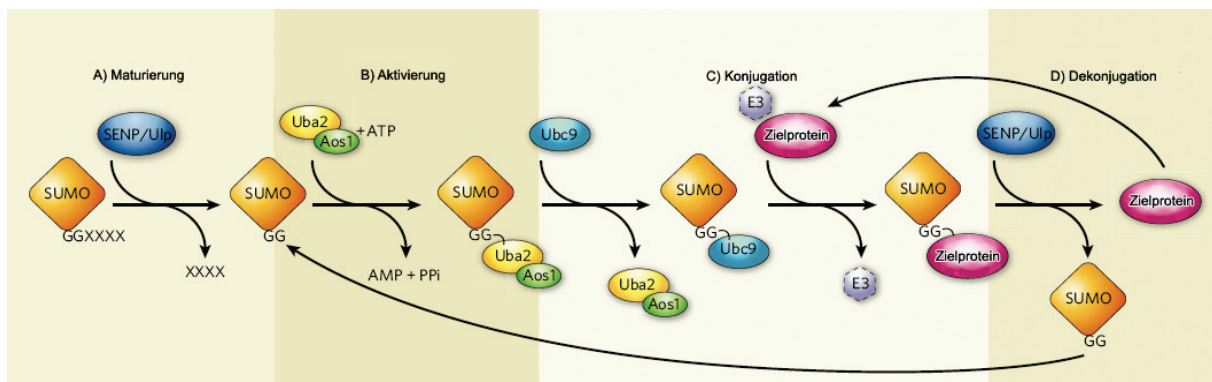 A) Maturierung
B) Aktivierung
C) Konjugation
D) Dekonjugation
SENP/Ulp
SUMO
GGXXXX
XXXX
Uba2
Aos1
+ATP
SUMO
GG
AMP + PPi
SUMO
GG
Uba2
Aos1
Ubc9
Uba2
Aos1
SUMO
GG
Ubc9
E3
Zielprotein
E3
SUMO
GG
Zielprotein
SENP/Ulp
Zielprotein
SUMO
GG